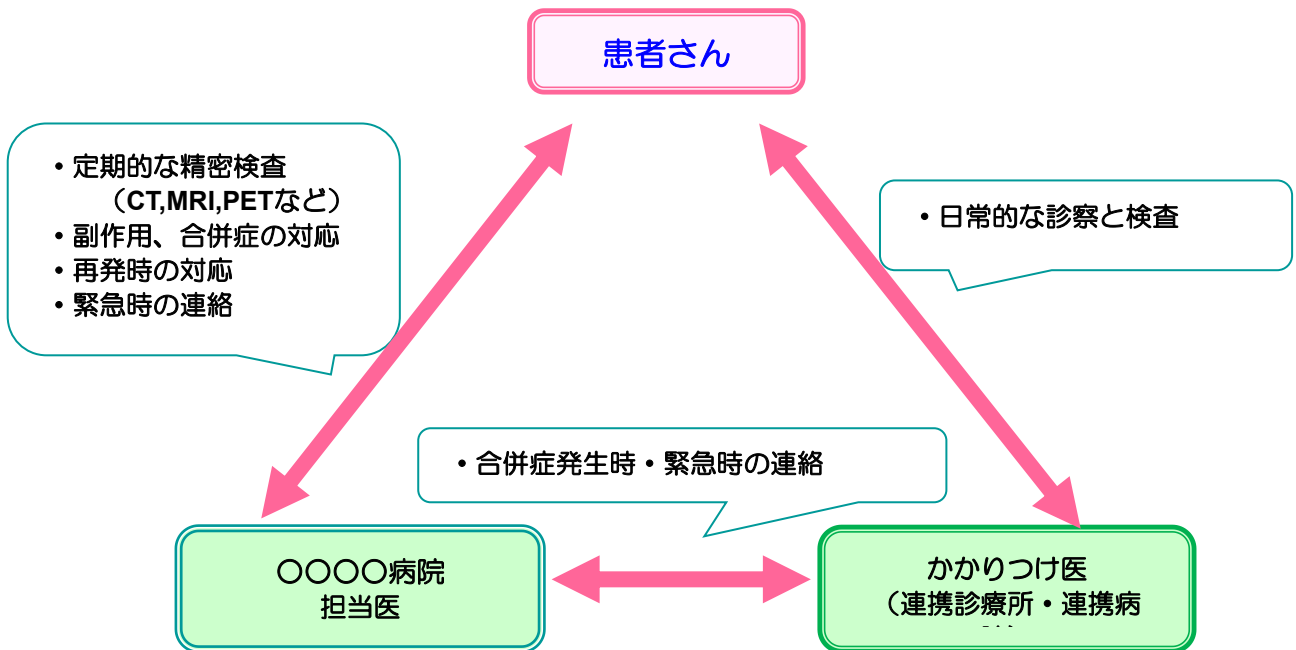 患者さん
・定期的な精密検査
（CT,MRI,PETなど）
・副作用、合併症の対応
・再発時の対応
・緊急時の連絡
・日常的な診察と検査
・合併症発生時・緊急時の連絡
〇〇〇〇病院
担当医
かかりつけ医
（連携診療所・連携病